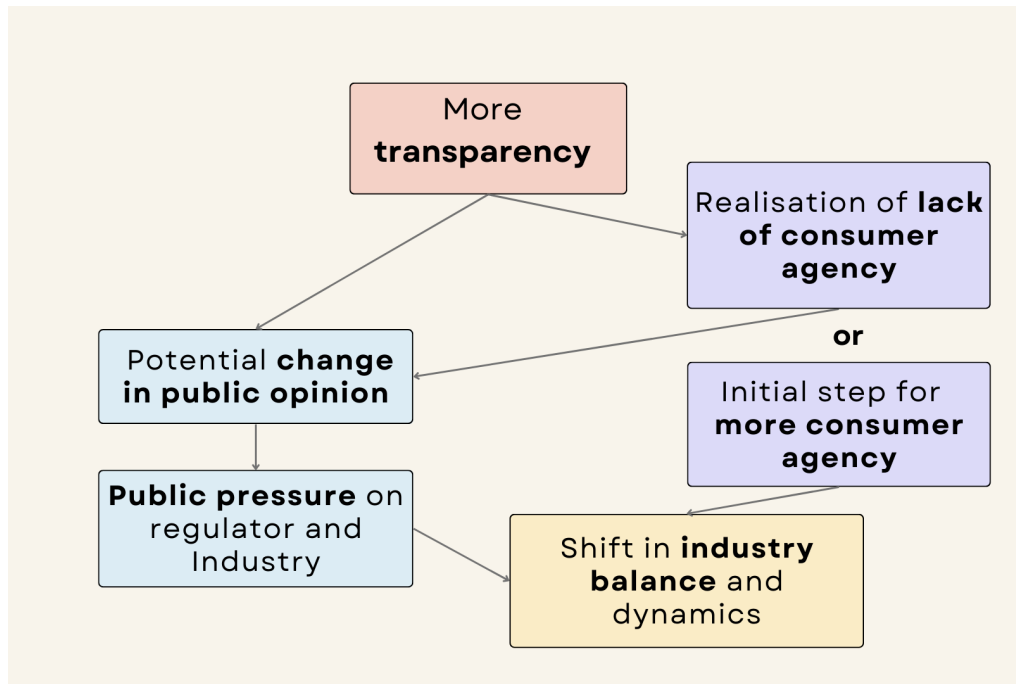 More
transparency
Realisation of lack
of consumer
agency
or
Initial step for
more consumer
agency
Potential change
in public opinion
Public pressure on
regulator and
Industry
Shift in industry
balance and
dynamics